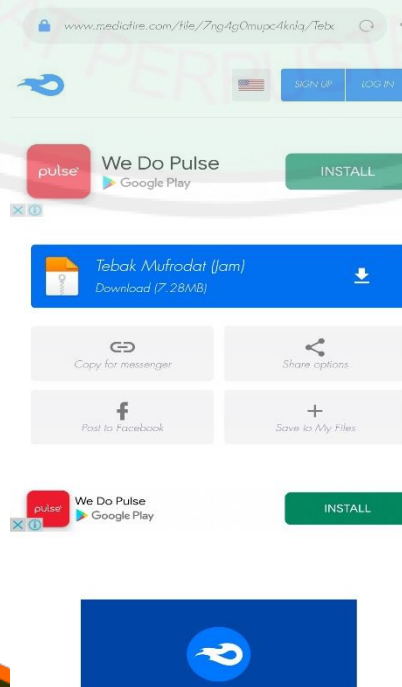 www.mediafire.com/file/7ng4g0mupc4knlq/Teb
SIGN UP LOG IN
pulse
We Do Pulse
Google Play
INSTALL
Tebak Mufrodat (Jam)
Download (7.28MB)
Copy for messenger
Share options
Post to Facebook
Save to My Files
pulse
We Do Pulse
Google Play
INSTALL